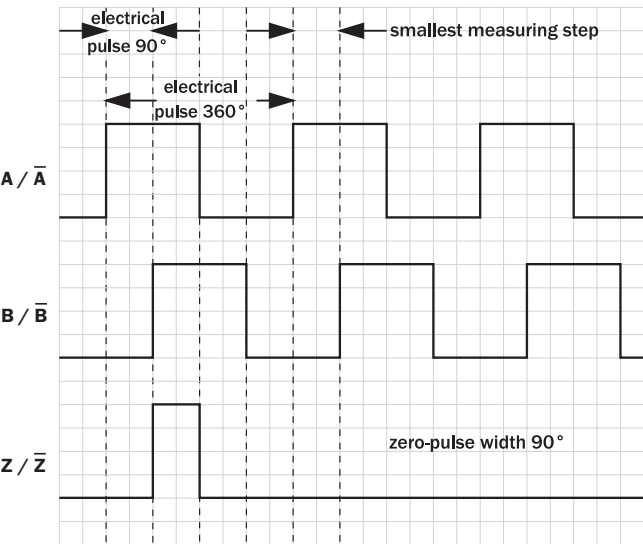 electrical
pulse 90°
smallest measuring step
electrical
pulse 360°
A / A̅
B / B̅
zero-pulse width 90°
Z / Z̅